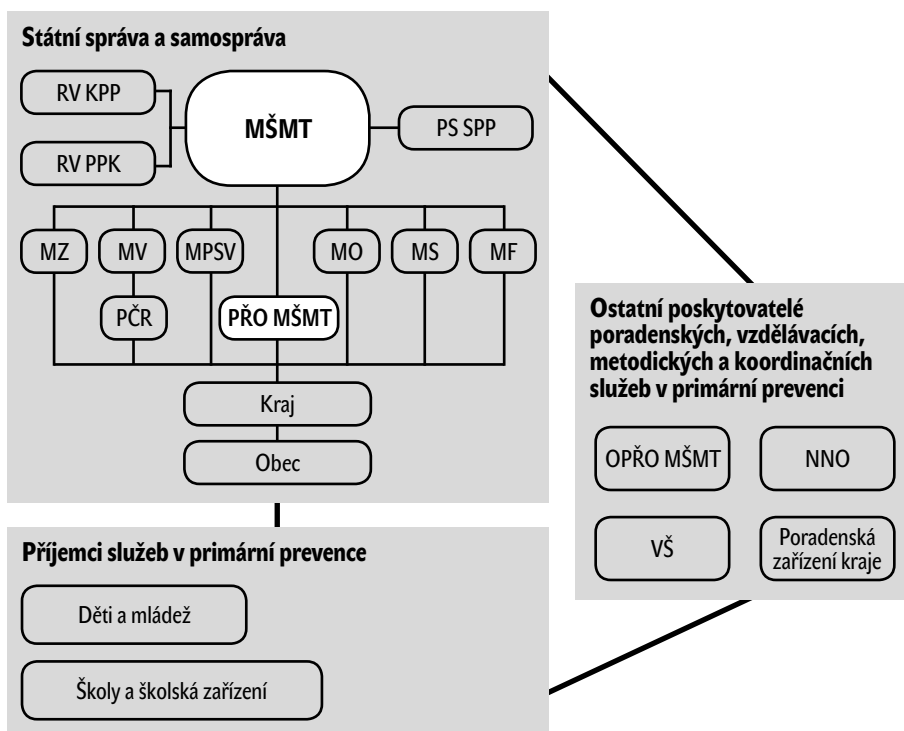 Státní správa a samospráva
RV KPP
MŠMT
PS SPP
RV PPK
MZ
MV
MPSV
MO
MS
MF
PČR
PŘO MŠMT
Kraj
Obec
Ostatní poskytovatelé
poradenských, vzdělávacích,
metodických a koordinačních
služeb v primární prevenci
OPŘO MŠMT
NNO
VŠ
Poradenská
zařízení kraje
Příjemci služeb v primární prevence
Děti a mládež
Školy a školská zařízení